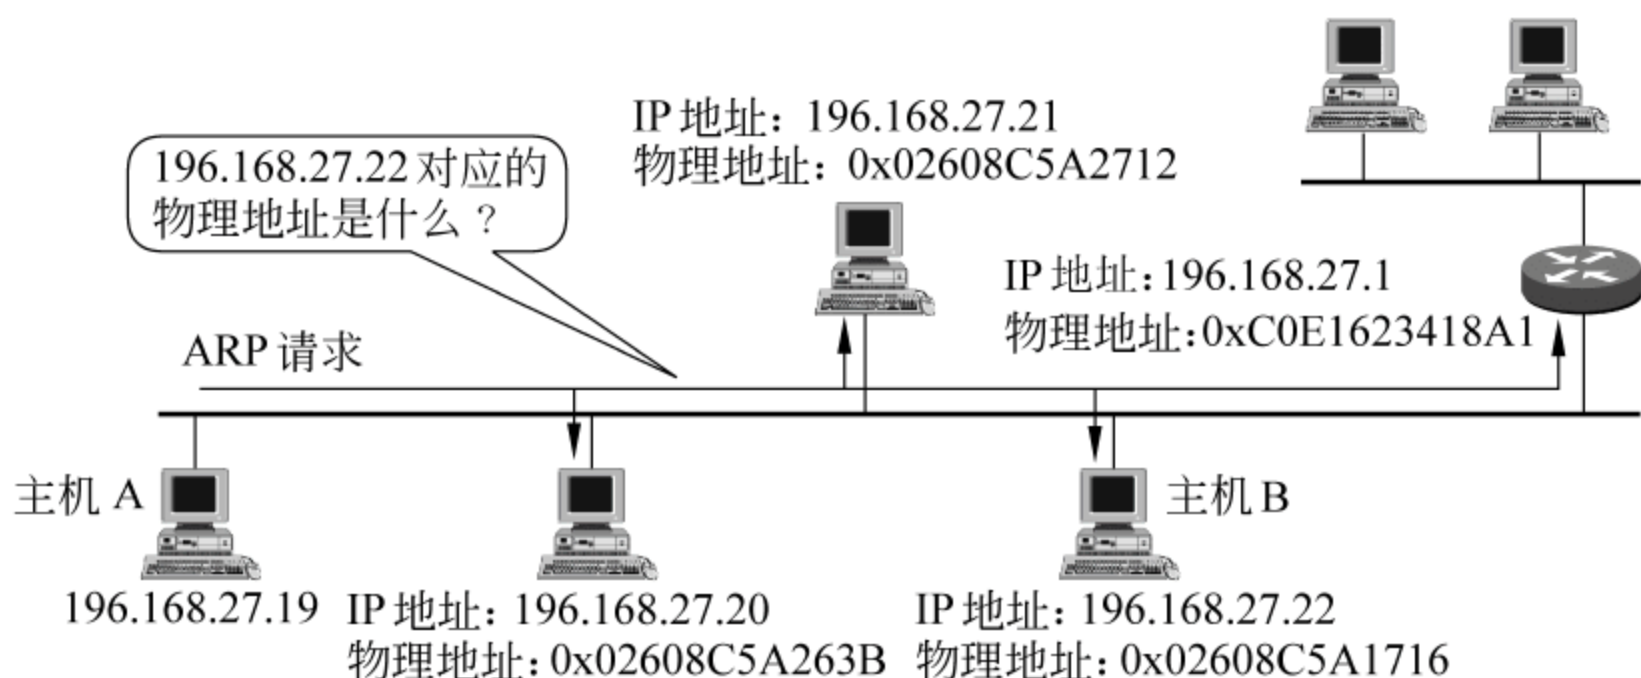 IP 地址：196.168.27.21
物理地址：0x02608C5A2712
196.168.27.22对应的
物理地址是什么？
IP 地址：196.168.27.1
物理地址：0xC0E1623418A1
ARP 请求
主机 A
主机 B
196.168.27.19
IP 地址：196.168.27.20
物理地址：0x02608C5A263B
IP 地址：196.168.27.22
物理地址：0x02608C5A1716